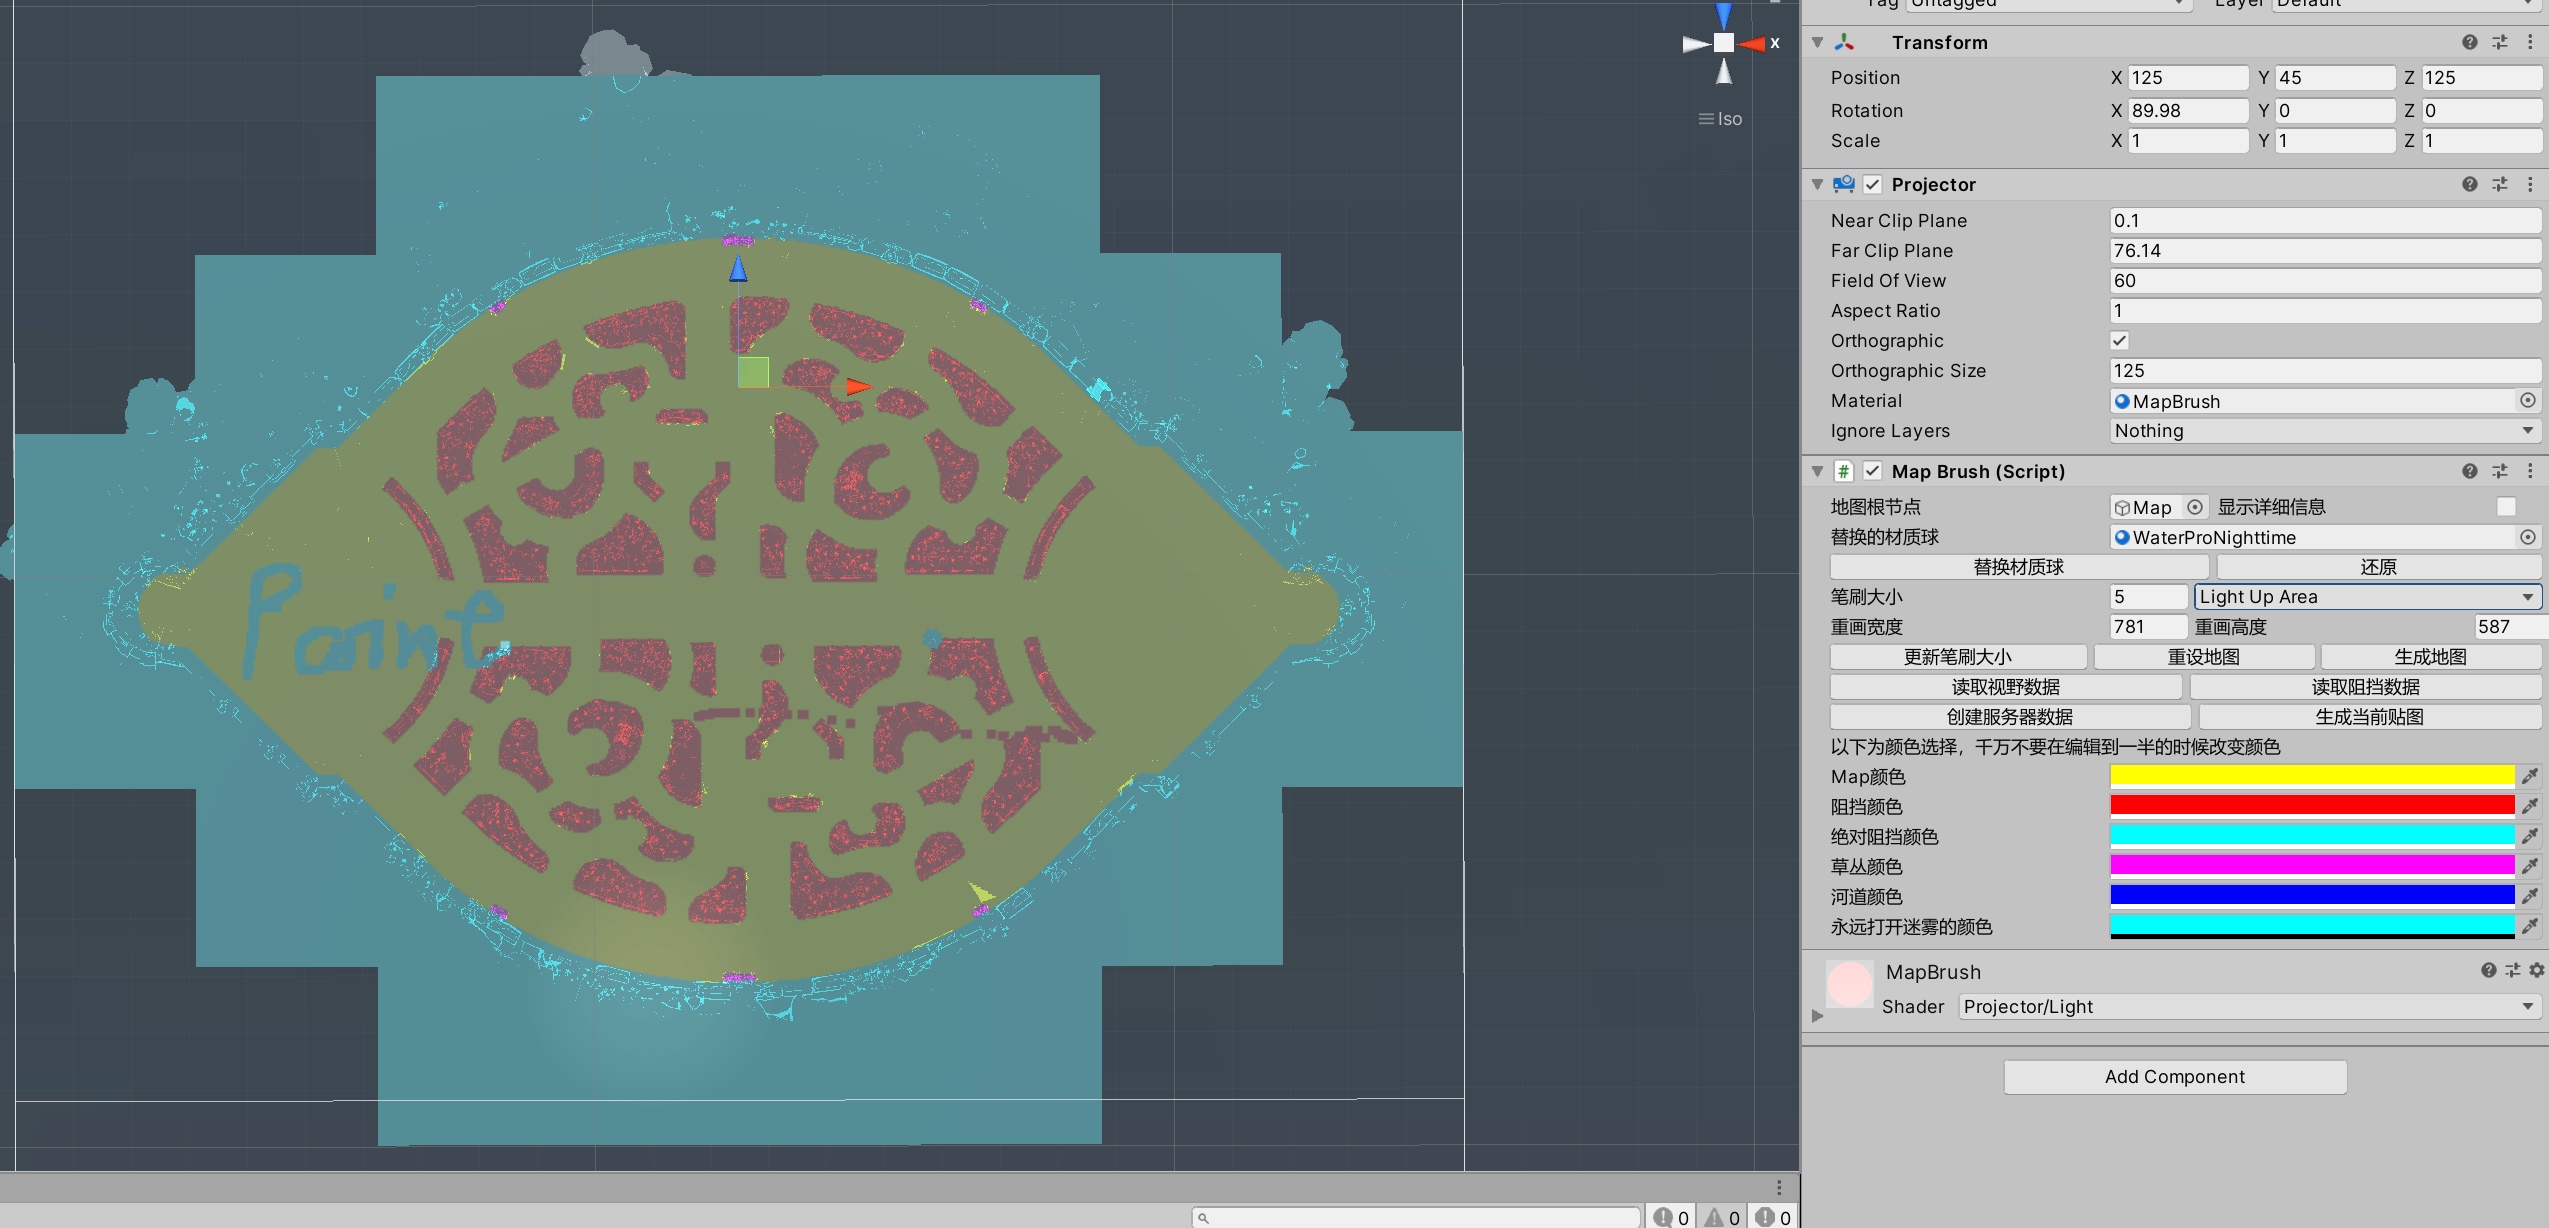 Tag Untagged Layer Default
Transform
Position X 125 Y 45 Z 125
Rotation X 89.98 Y 0 Z 0
Scale X 1 Y 1 Z 1
Projector
Near Clip Plane 0.1
Far Clip Plane 76.14
Field Of View 60
Aspect Ratio 1
Orthographic
Orthographic Size 125
Material MapBrush
Ignore Layers Nothing
# Map Brush (Script)
地图根节点 Map 显示详细信息
替换的材质球 WaterProNighttime
替换材质球 还原
笔刷大小 5 Light Up Area
重画宽度 781 重画高度 587
更新笔刷大小 重设地图 生成地图
读取视野数据 读取阻挡数据
创建服务器数据 生成当前贴图
以下为颜色选择，千万不要在编辑到一半的时候改变颜色
Map颜色
阻挡颜色
绝对阻挡颜色
草丛颜色
河道颜色
永远打开迷雾的颜色
MapBrush
Shader Projector/Light
Add Component
x
Iso
Paint
0 0 0